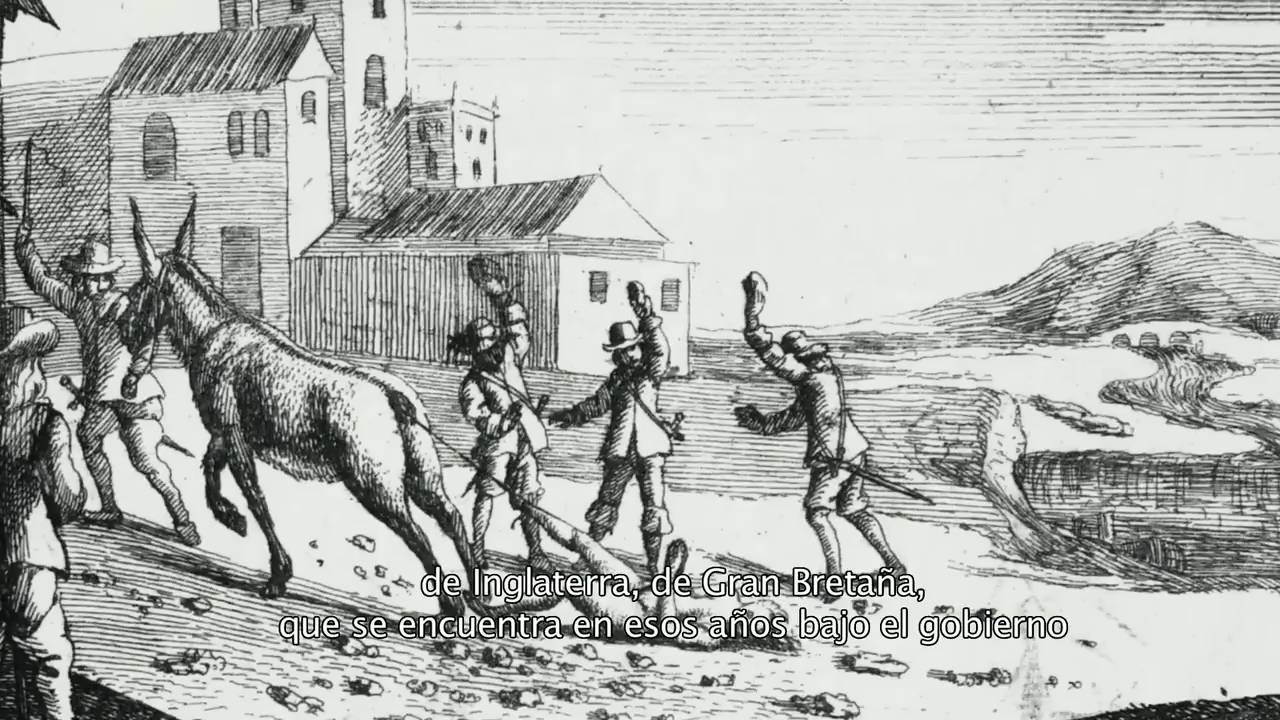 de Inglaterra, de Gran Bretaña,
que se encuentra en esos años bajo el gobierno